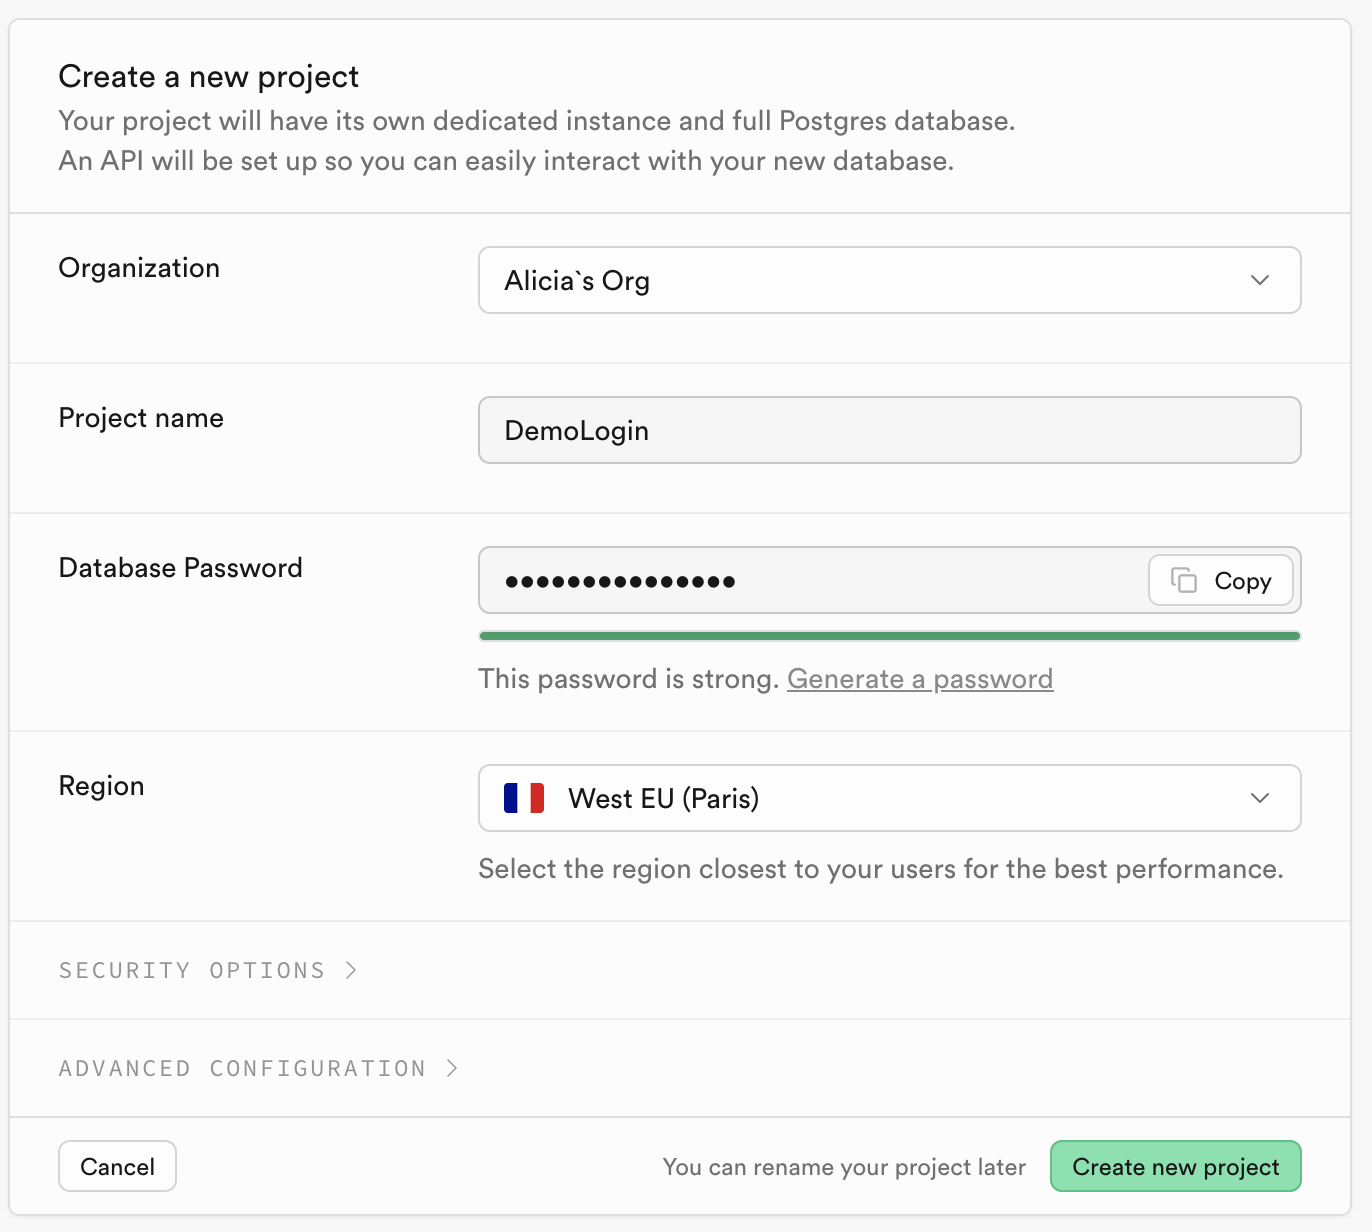 Create a new project
Your project will have its own dedicated instance and full Postgres database.
An API will be set up so you can easily interact with your new database.
Organization
Alicia`s Org
Project name
DemoLogin
Database Password
•••••••••••••••
Copy
This password is strong. Generate a password
Region
West EU (Paris)
Select the region closest to your users for the best performance.
SECURITY OPTIONS >
ADVANCED CONFIGURATION >
Cancel
You can rename your project later
Create new project